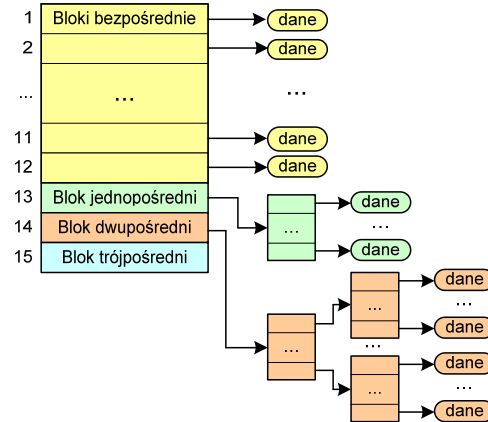 1 Bloki bezpośrednie dane
2 dane
... ... ...
11 dane
12 dane
13 Blok jednopośredni dane
14 Blok dwupośredni ... ...
15 Blok trójpośredni dane
dane
... ...
dane
... ...
dane
... ...
dane